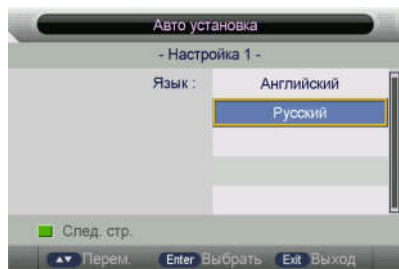 Авто установка
- Настройка 1 -
Язык : Английский
Русский
След. стр.
Перем. Enter Выбрать Exit Выход